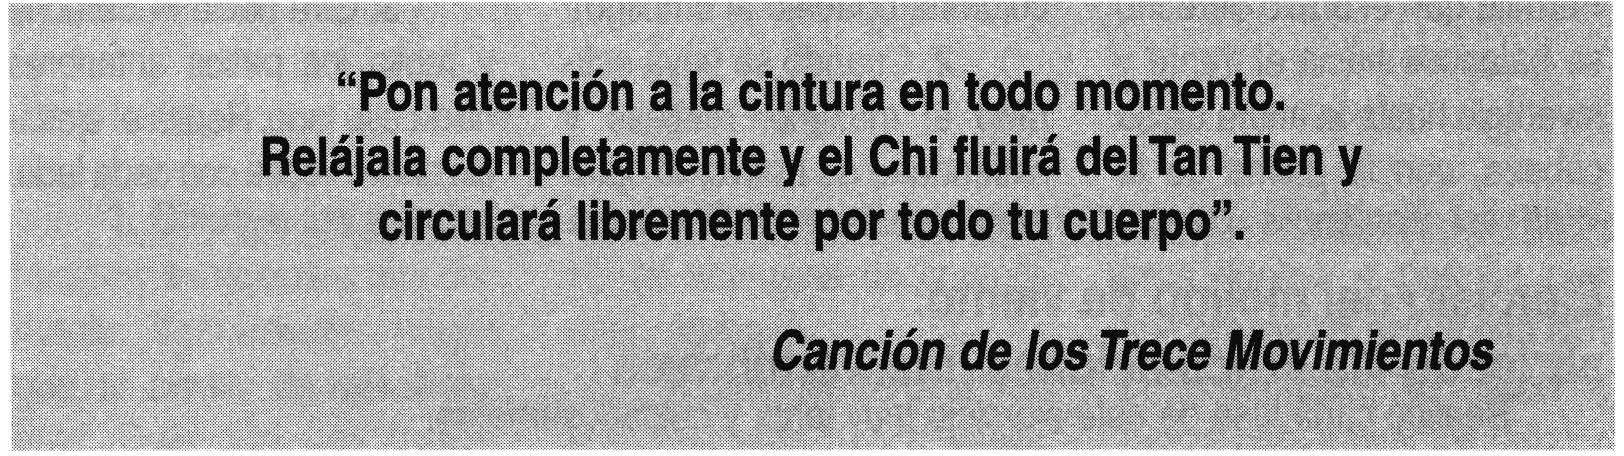 “Pon atención a la cintura en todo momento.
Relájala completamente y el Chi fluirá del Tan Tien y
circulará libremente por todo tu cuerpo”.
Canción de los Trece Movimientos